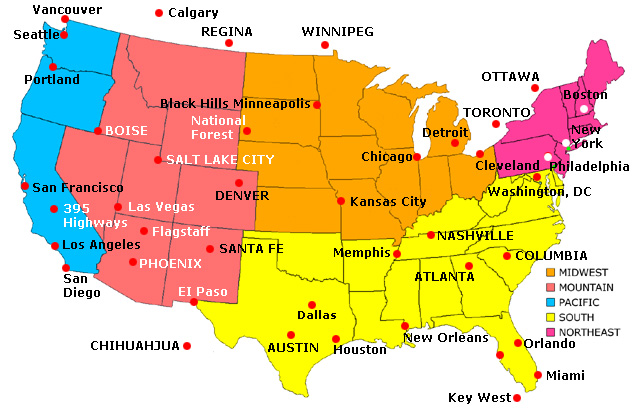 Vancouver
Calgary
Seattle
REGINA
WINNIPEG
Portland
OTTAWA
Boston
Black Hills Minneapolis
National
Forest
TORONTO
BOISE
Detroit
New
York
SALT LAKE CITY
Chicago
Cleveland
Philadelphia
San Francisco
DENVER
Washington, DC
395
Highways
Las Vegas
Kansas City
Flagstaff
NASHVILLE
Los Angeles
SANTA FE
Memphis
COLUMBIA
PHOENIX
ATLANTA
San
Diego
El Paso
MIDWEST
MOUNTAIN
PACIFIC
SOUTH
NORTHEAST
Dallas
CHIHUAHJUA
AUSTIN
Houston
New Orleans
Orlando
Miami
Key West